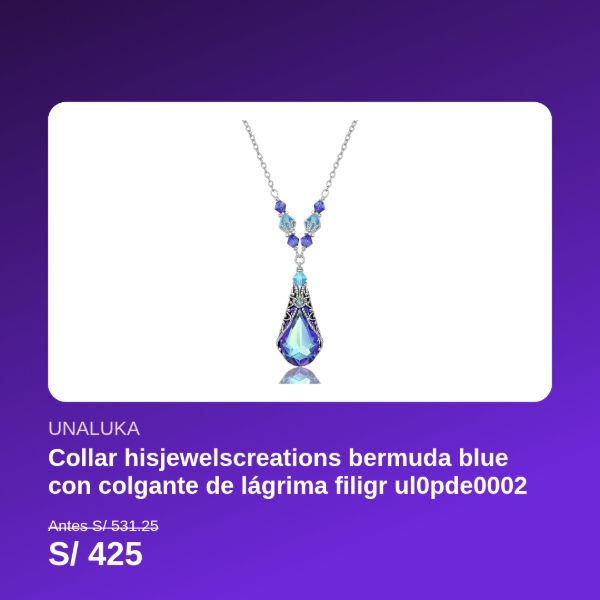 UNALUKA
Collar hisjewelscreations bermuda blue
con colgante de lágrima filigr ul0pde0002
Antes S/ 531.25
S/ 425